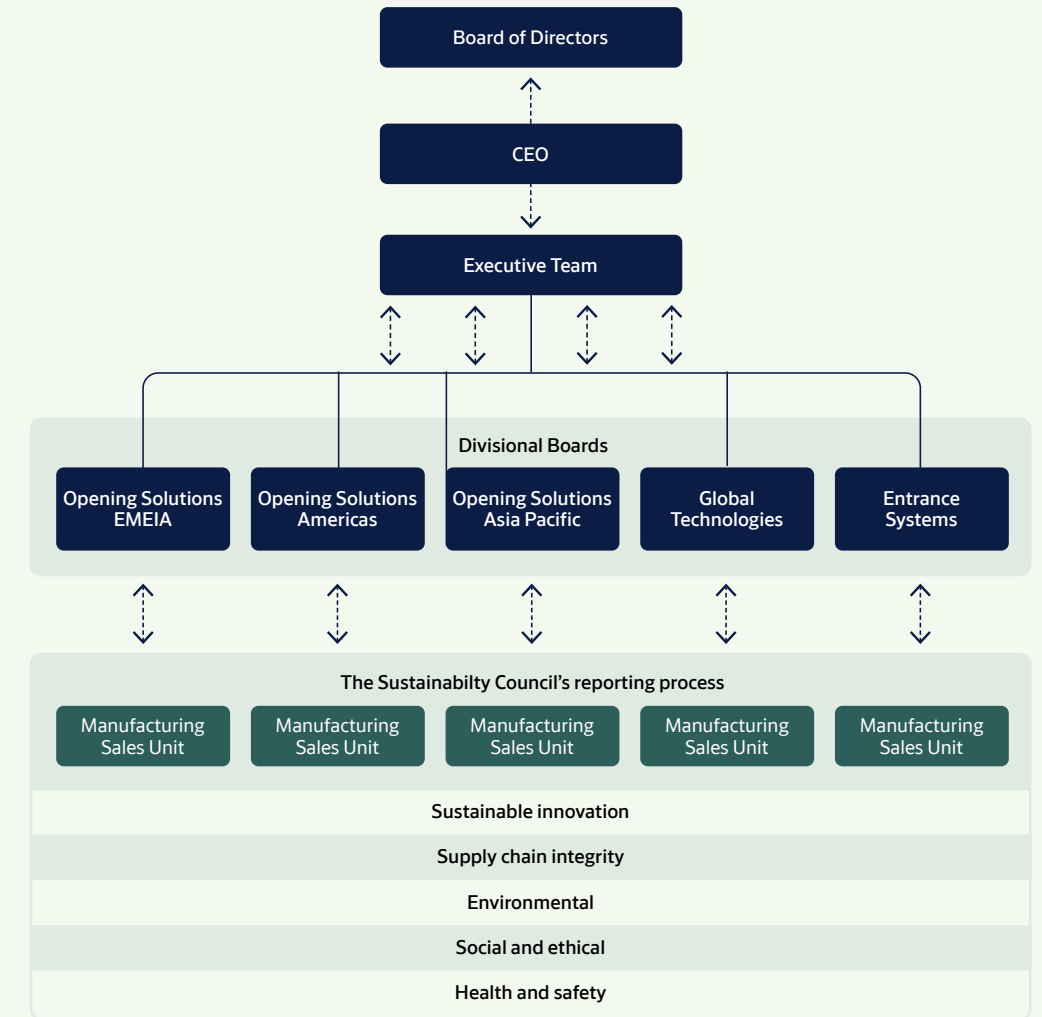 Board of Directors
CEO
Executive Team
Divisional Boards
Opening Solutions
EMEIA
Opening Solutions
Americas
Opening Solutions
Asia Pacific
Global
Technologies
Entrance
Systems
The Sustainabilty Council’s reporting process
Manufacturing
Sales Unit
Manufacturing
Sales Unit
Manufacturing
Sales Unit
Manufacturing
Sales Unit
Manufacturing
Sales Unit
Sustainable innovation
Supply chain integrity
Environmental
Social and ethical
Health and safety